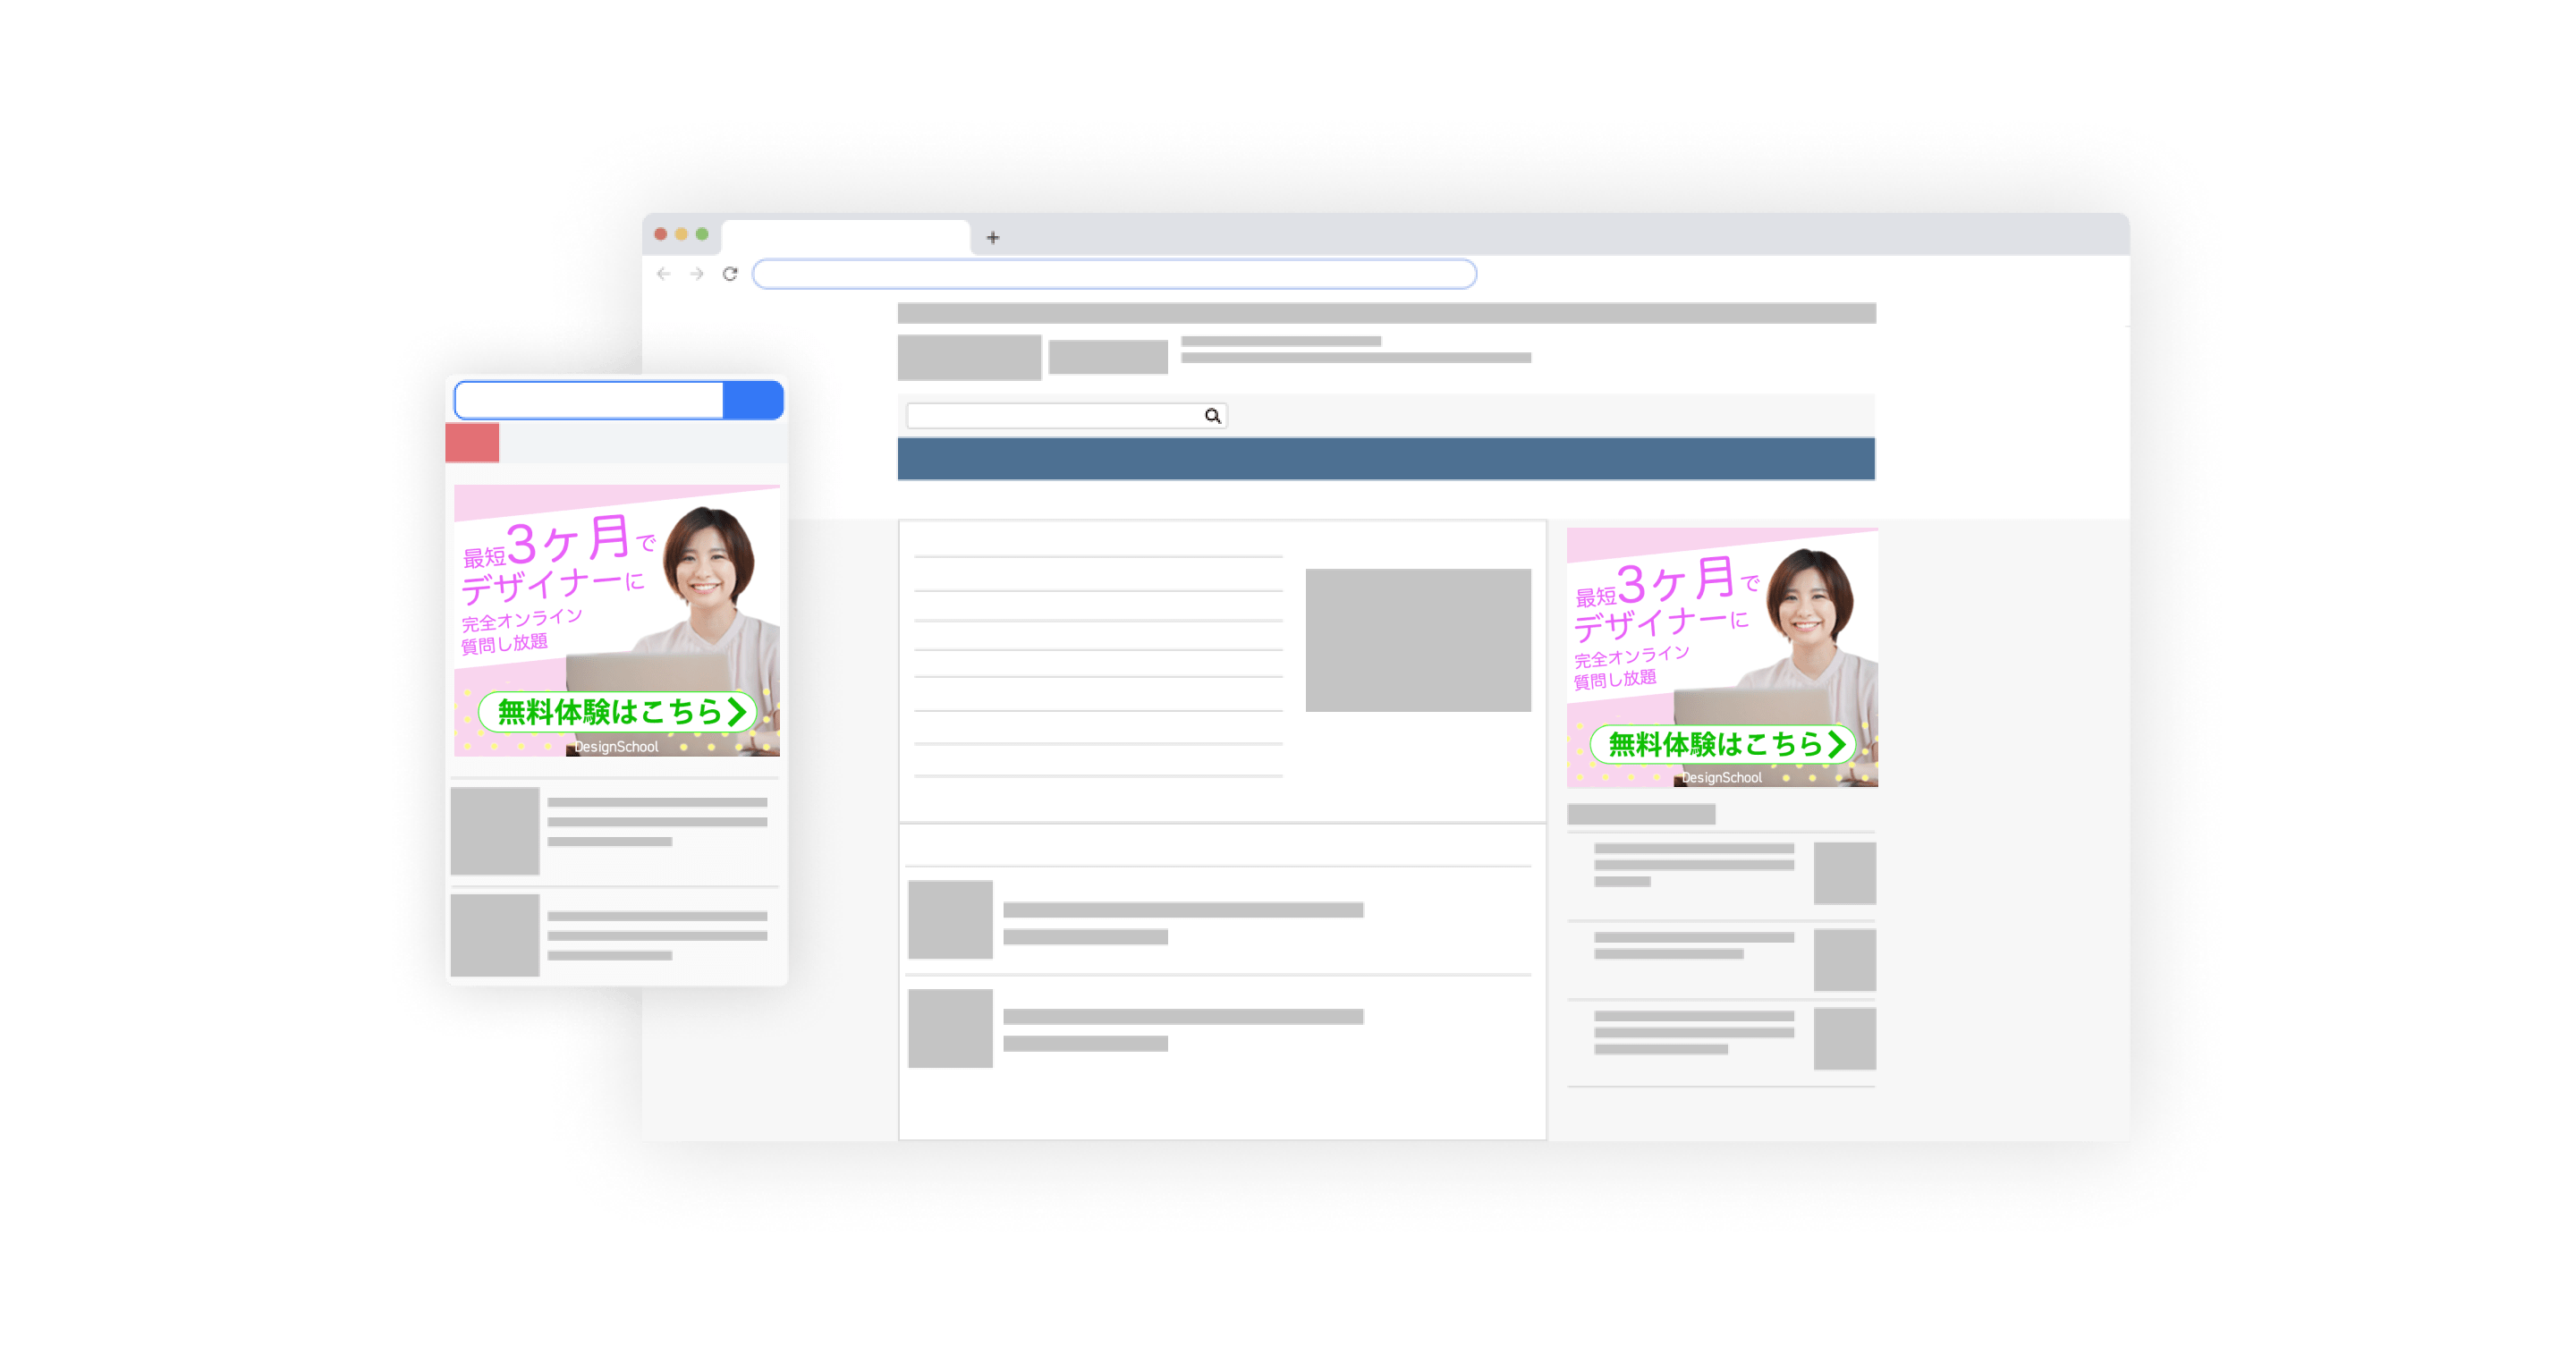 最短3ヶ月で
デザイナーに
完全オンライン
質問し放題
無料体験はこちら
DesignSchool
最短3ヶ月で
デザイナーに
完全オンライン
質問し放題
無料体験はこちら
DesignSchool